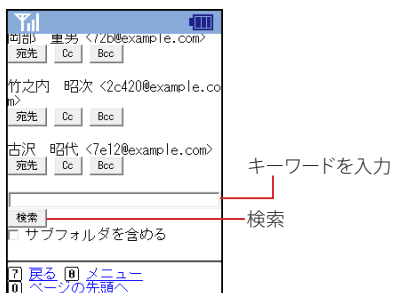 岡部　重男 <72b@example.com>
宛先 Cc Bcc
竹之内　昭次 <2c420@example.co
m>
宛先 Cc Bcc
古沢　昭代 <7e12@example.com>
宛先 Cc Bcc
キーワードを入力
検索
検索
サブフォルダを含める
7 戻る 8 メニュー
0 ページの先頭へ